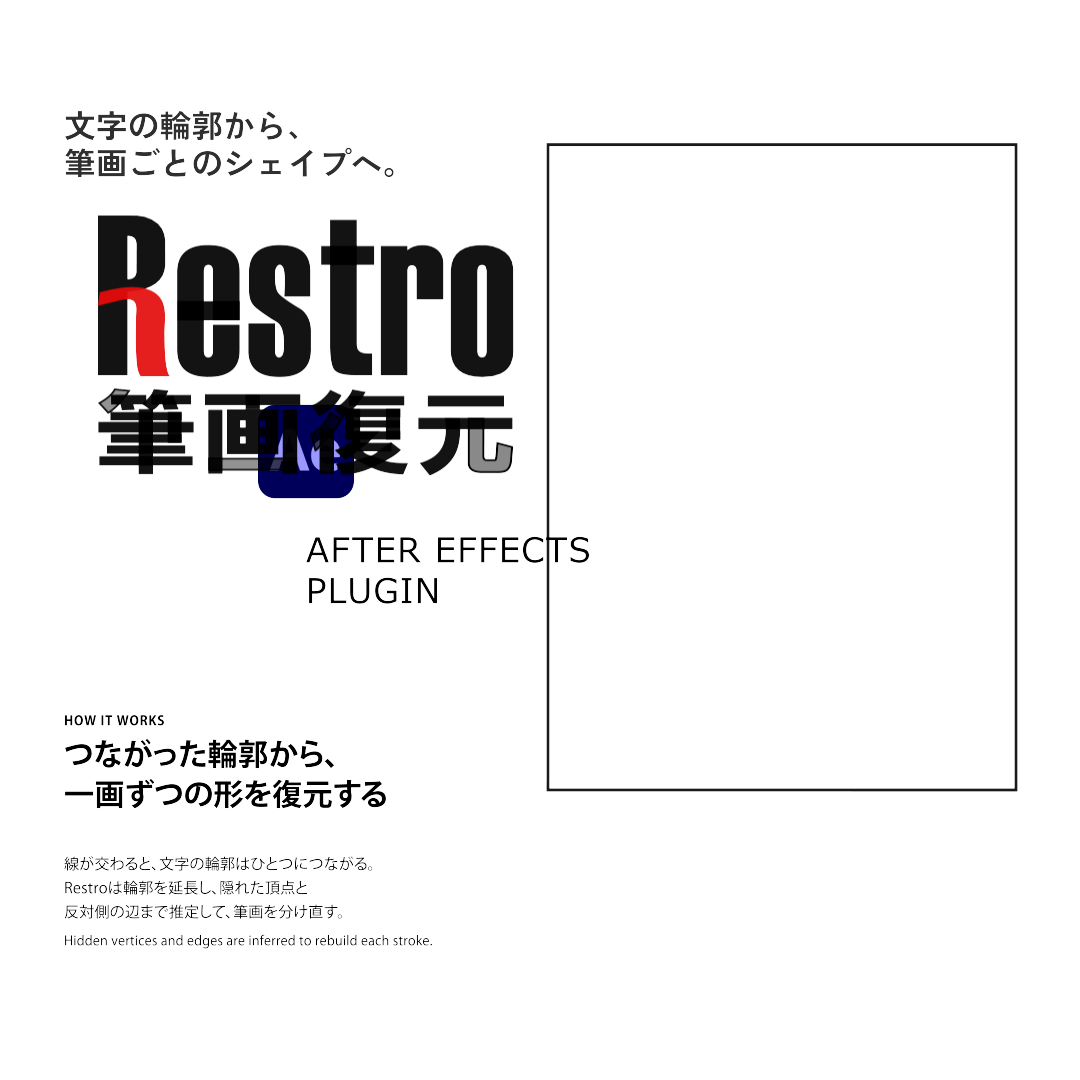 文字の輪郭から、
筆画ごとのシェイプへ。
Restro
筆画復元
Ae
AFTER EFFECTS
PLUGIN
HOW IT WORKS
つながった輪郭から、
一画ずつの形を復元する
線が交わると、文字の輪郭はひとつにつながる。
Restroは輪郭を延長し、隠れた頂点と
反対側の辺まで推定して、筆画を分け直す。
Hidden vertices and edges are inferred to rebuild each stroke.